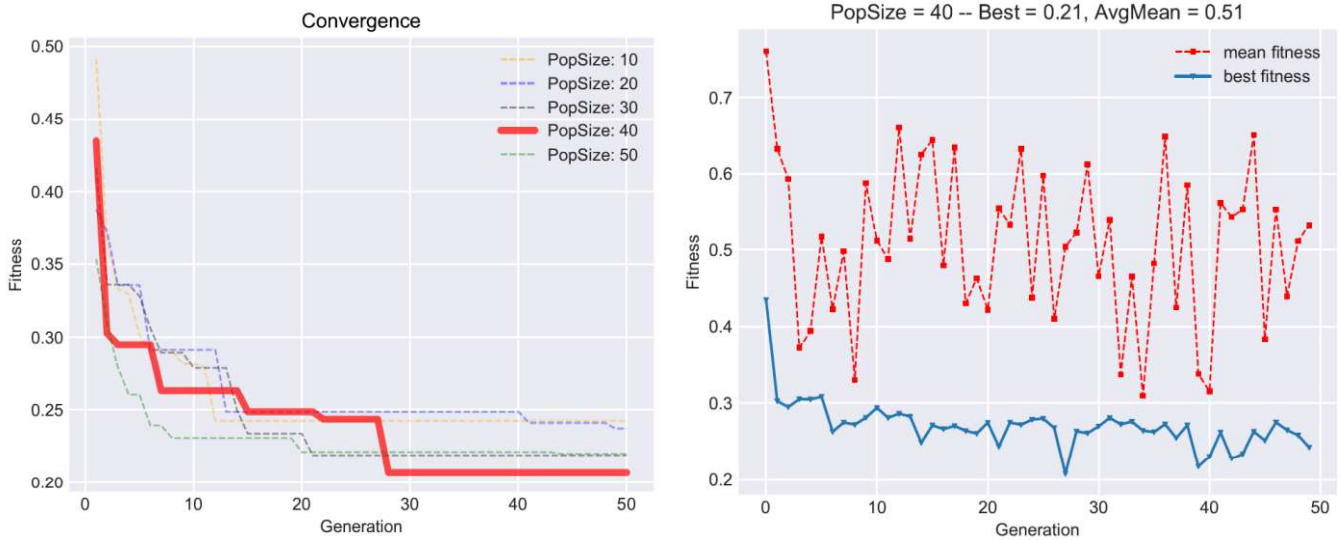 Convergence
0.50
0.45
0.40
0.35
0.30
0.25
0.20
Fitness
0
10
20
30
40
50
Generation
PopSize: 10
PopSize: 20
PopSize: 30
PopSize: 40
PopSize: 50
PopSize = 40 -- Best = 0.21, AvgMean = 0.51
mean fitness
best fitness
0.7
0.6
0.5
0.4
0.3
0.2
Fitness
0
10
20
30
40
50
Generation